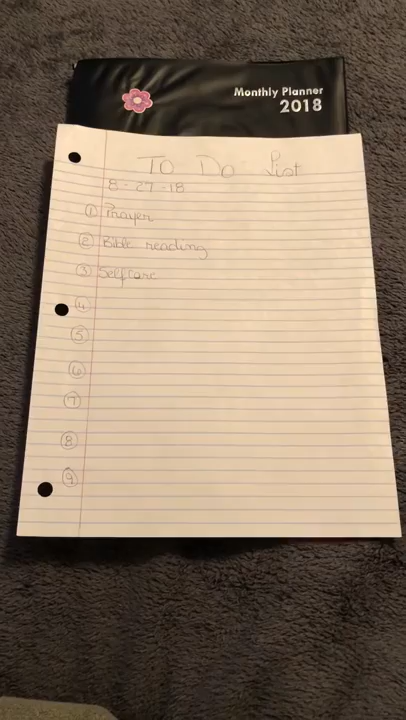 Monthly Planner
2018
To Do List
8-27-18
① Prayer
② Bible reading
③ Selfcare
④
⑤
⑥
⑦
⑧
⑨